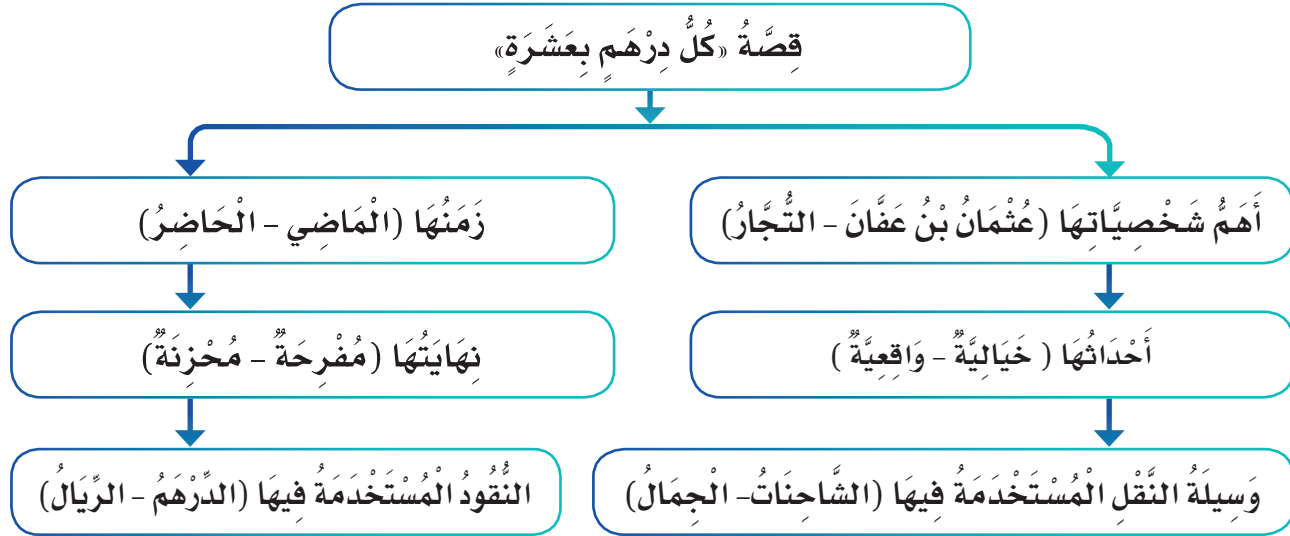 قِصَّةُ «كُلُّ دِرْهَمٍ بِعَشَرَةٍ»
أَهَمُّ شَخْصِيَّاتِهَا (عُثْمَانُ بْنُ عَفَّانَ - التُّجَّارُ)
زَمَنُهَا (الْمَاضِي - الْحَاضِرُ)
أَحْدَاثُهَا ( خَيَالِيَّةٌ - وَاقِعِيَّةٌ )
نِهَايَتُهَا (مُفْرِحَةٌ - مُحْزِنَةٌ)
وَسِيلَةُ النَّقْلِ الْمُسْتَخْدَمَةُ فِيهَا (الشَّاحِنَاتُ- الْجِمَالُ)
النُّقُودُ الْمُسْتَخْدَمَةُ فِيهَا (الدِّرْهَمُ - الرِّيَالُ)